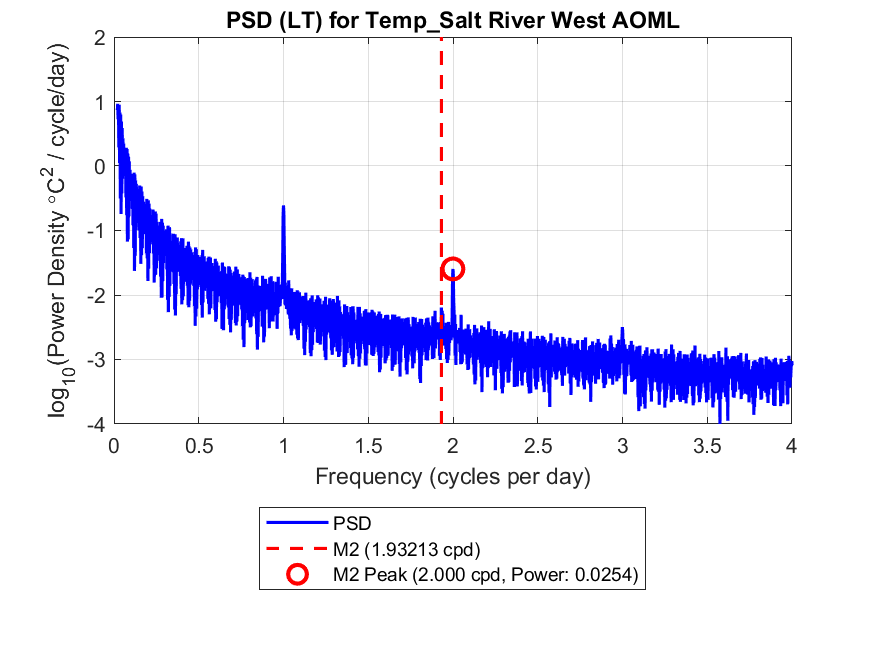 PSD (LT) for Temp_Salt River West AOML
log10(Power Density °C2 / cycle/day)
2
1
0
-1
-2
-3
-4
0 0.5 1 1.5 2 2.5 3 3.5 4
Frequency (cycles per day)
PSD
M2 (1.93213 cpd)
M2 Peak (2.000 cpd, Power: 0.0254)